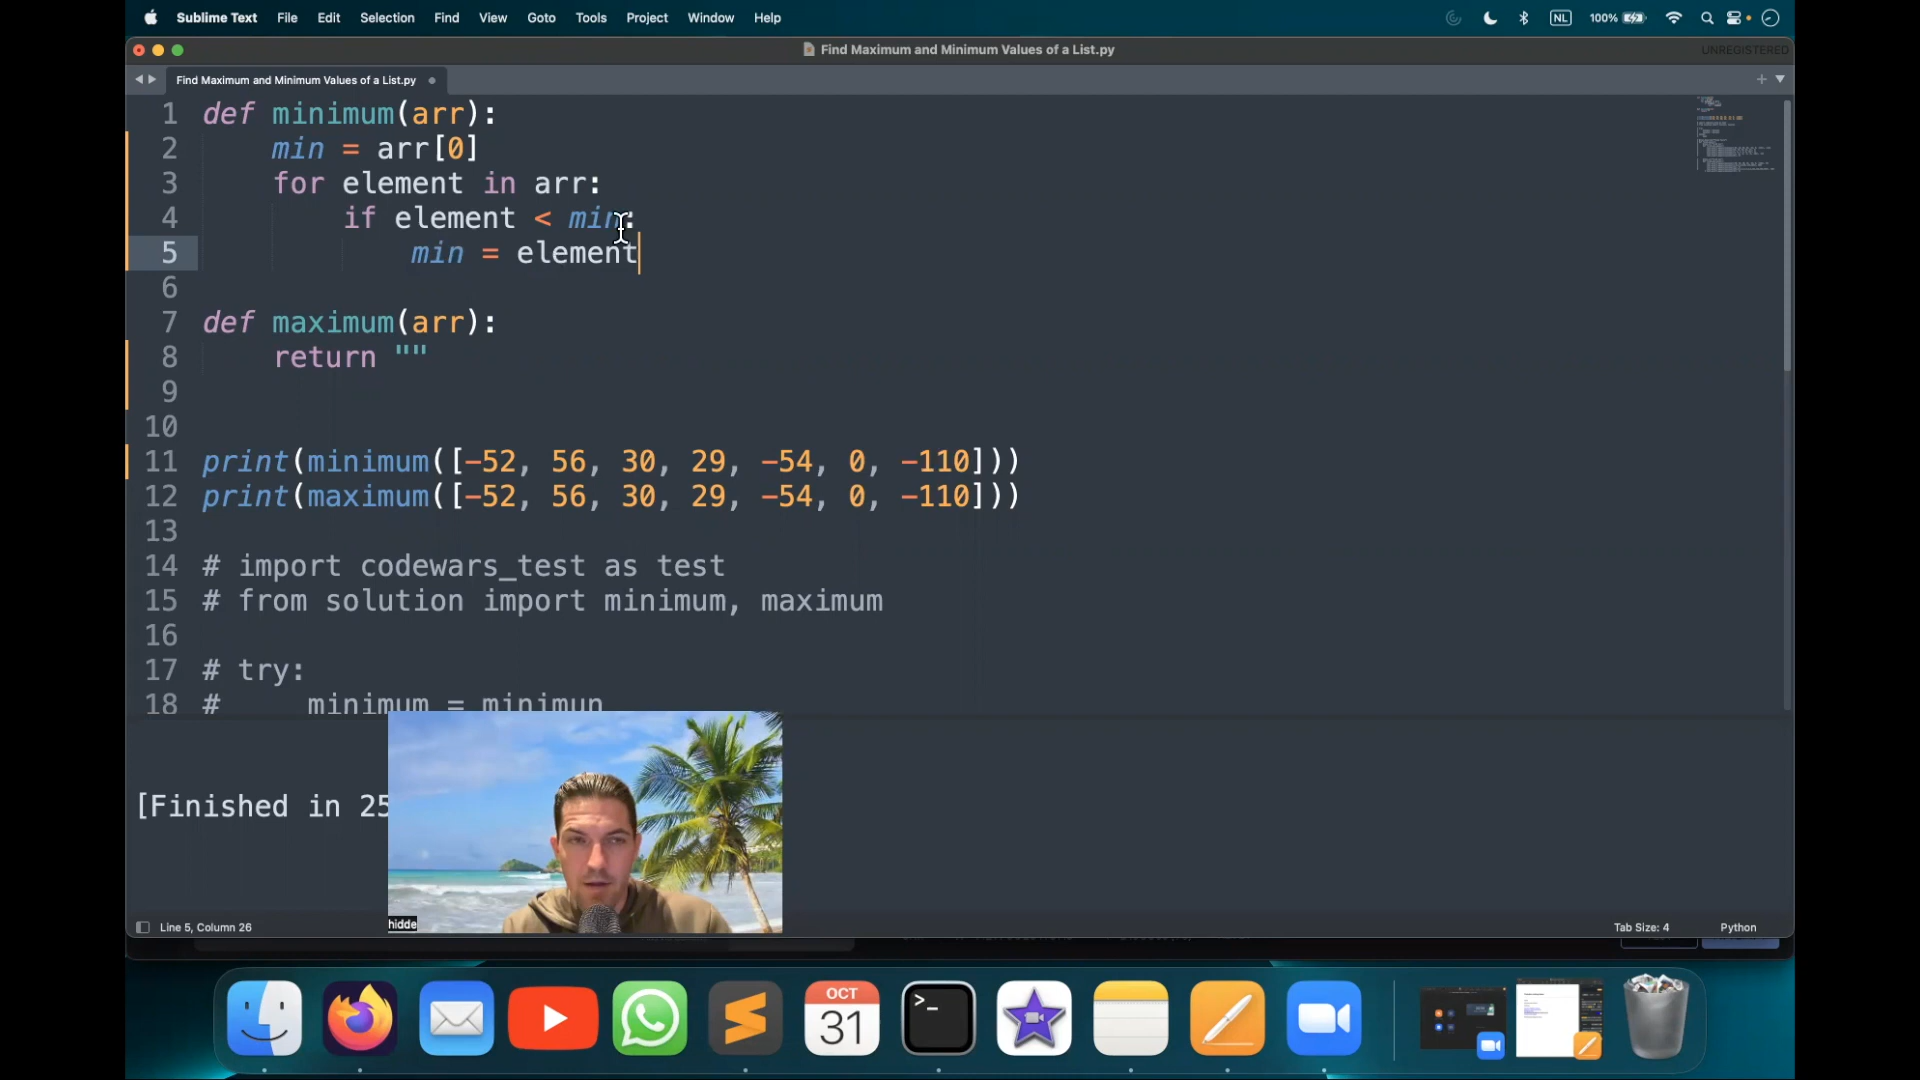 Sublime Text File Edit Selection Find View Goto Tools Project Window Help NL 100%
Find Maximum and Minimum Values of a List.py UNREGISTERED
Find Maximum and Minimum Values of a List.py
1 def minimum(arr):
2 min = arr[0]
3 for element in arr:
4 if element < min:
5 min = element
6
7 def maximum(arr):
8 return ""
9
10
11 print(minimum([-52, 56, 30, 29, -54, 0, -110]))
12 print(maximum([-52, 56, 30, 29, -54, 0, -110]))
13
14 # import codewars_test as test
15 # from solution import minimum, maximum
16
17 # try:
18 # minimum = minimun
[Finished in 25
hidde
Line 5, Column 26 Tab Size: 4 Python
OCT
31
>_